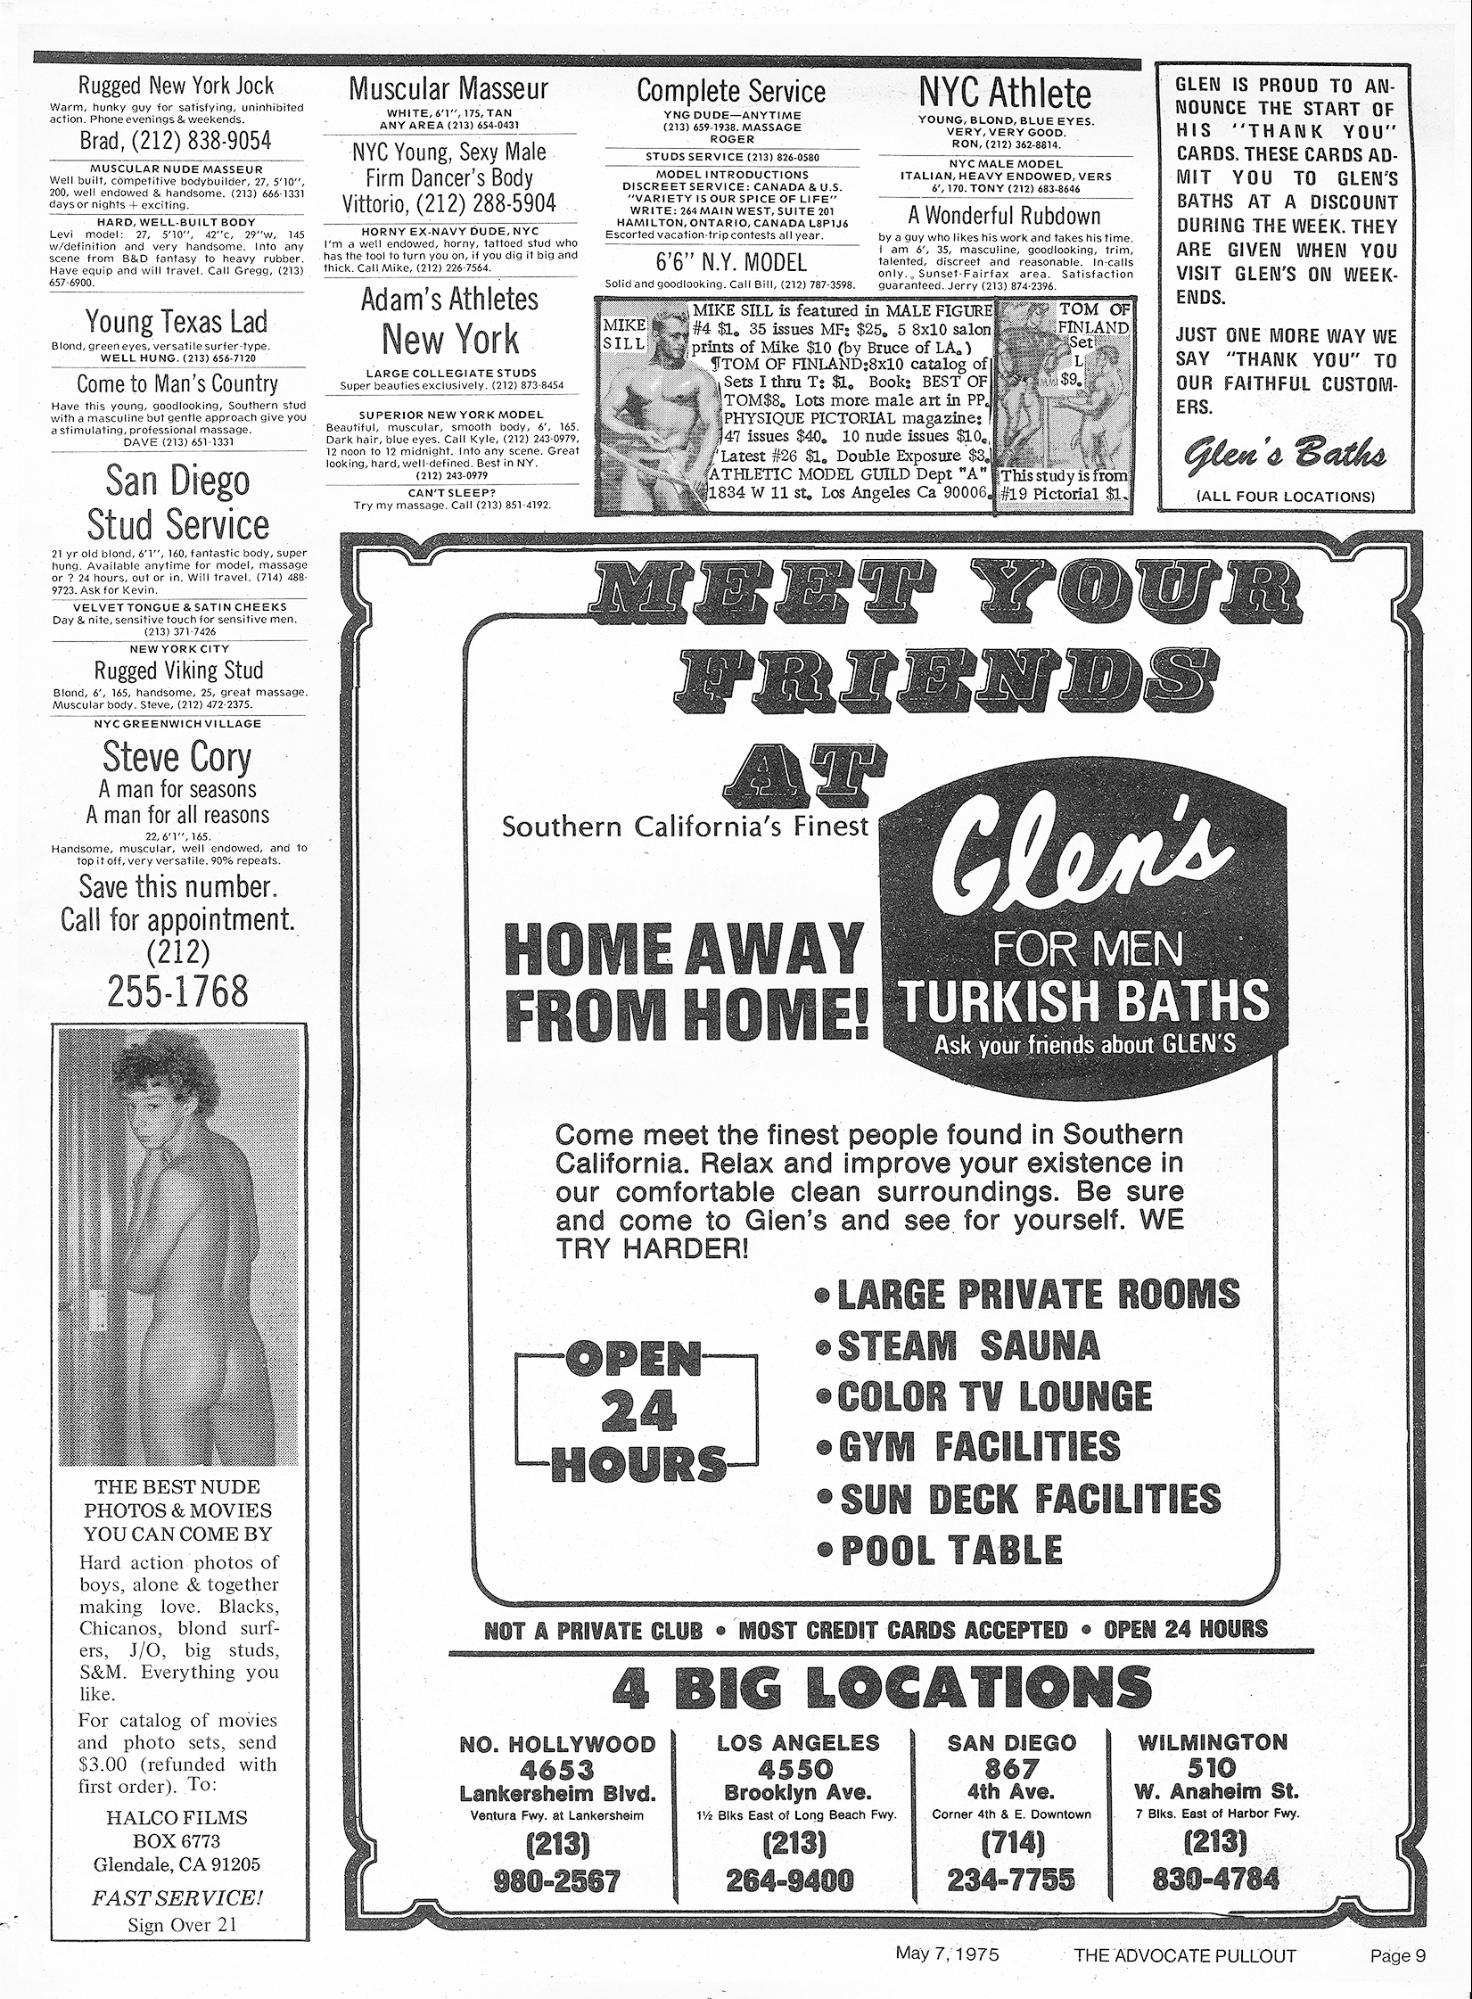 Rugged New York Jock
Warm, hunky guy for satisfying, uninhibited
action. Phone evenings & weekends.
Brad, (212) 838-9054
MUSCULAR NUDE MASSEUR
Well built, competitive bodybuilder, 27, 5'10'',
200, well endowed & handsome. (213) 666-1331
days or nights + exciting.
HARD, WELL-BUILT BODY
Levi model: 27, 5'10'', 42''c, 29''w, 145
w/definition and very handsome. Into any
scene from B&D fantasy to heavy rubber.
Have equip and will travel. Call Gregg, (213)
657-6900.
Young Texas Lad
Blond, green eyes, versatile surfer-type.
WELL HUNG. (213) 656-7120
Come to Man's Country
Have this young, goodlooking, Southern stud
with a masculine but gentle approach give you
a stimulating, professional massage.
DAVE (213) 651-1331
San Diego
Stud Service
21 yr old blond, 6'1'', 160, fantastic body, super
hung. Available anytime for model, massage
or ? 24 hours, out or in. Will travel. (714) 488-
9723. Ask for Kevin.
VELVET TONGUE & SATIN CHEEKS
Day & nite, sensitive touch for sensitive men.
(213) 371-7426
NEW YORK CITY
Rugged Viking Stud
Blond, 6', 165, handsome, 25, great massage.
Muscular body. Steve, (212) 472-2375.
NYC GREENWICH VILLAGE
Steve Cory
A man for seasons
A man for all reasons
22, 6'1'', 165.
Handsome, muscular, well endowed, and to
top it off, very versatile. 90% repeats.
Save this number.
Call for appointment.
(212)
255-1768
THE BEST NUDE
PHOTOS & MOVIES
YOU CAN COME BY
Hard action photos of
boys, alone & together
making love. Blacks,
Chicanos, blond surf-
ers, J/O, big studs,
S&M. Everything you
like.
For catalog of movies
and photo sets, send
$3.00 (refunded with
first order). To:
HALCO FILMS
BOX 6773
Glendale, CA 91205
FAST SERVICE!
Sign Over 21
Muscular Masseur
WHITE, 6'1'', 175, TAN
ANY AREA (213) 654-0431
NYC Young, Sexy Male
Firm Dancer's Body
Vittorio, (212) 288-5904
HORNY EX-NAVY DUDE, NYC
I'm a well endowed, horny, tattoed stud who
has the tool to turn you on, if you dig it big and
thick. Call Mike, (212) 226-7564.
Adam's Athletes
New York
LARGE COLLEGIATE STUDS
Super beauties exclusively. (212) 873-8454
SUPERIOR NEW YORK MODEL
Beautiful, muscular, smooth body, 6', 165.
Dark hair, blue eyes. Call Kyle, (212) 243-0979,
12 noon to 12 midnight. Into any scene. Great
looking, hard, well-defined. Best in NY.
(212) 243-0979
CAN'T SLEEP?
Try my massage. Call (213) 851-4192.
Complete Service
YNG DUDE—ANYTIME
(213) 659-1938. MASSAGE
ROGER
STUDS SERVICE (213) 826-0580
MODEL INTRODUCTIONS
DISCREET SERVICE: CANADA & U.S.
"VARIETY IS OUR SPICE OF LIFE"
WRITE: 264 MAIN WEST, SUITE 201
HAMILTON, ONTARIO, CANADA L8P1J6
Escorted vacation-trip contests all year.
6'6" N.Y. MODEL
Solid and goodlooking. Call Bill, (212) 787-3598.
NYC Athlete
YOUNG, BLOND, BLUE EYES.
VERY, VERY GOOD.
RON, (212) 362-8814.
NYC MALE MODEL
ITALIAN, HEAVY ENDOWED, VERS
6', 170. TONY (212) 683-8646
A Wonderful Rubdown
by a guy who likes his work and takes his time.
I am 6', 35, masculine, goodlooking, trim,
talented, discreet and reasonable. In-calls
only. Sunset-Fairfax area. Satisfaction
guaranteed. Jerry (213) 874-2396.
MIKE
SILL
MIKE SILL is featured in MALE FIGURE
#4 $1. 35 issues MF: $25. 5 8x10 salon
prints of Mike $10 (by Bruce of LA.)
¶TOM OF FINLAND:8x10 catalog of
Sets I thru T: $1. Book: BEST OF
TOM$8. Lots more male art in PP.
PHYSIQUE PICTORIAL magazine:
47 issues $40. 10 nude issues $10.
Latest #26 $1. Double Exposure $3.
ATHLETIC MODEL GUILD Dept "A"
1834 W 11 st. Los Angeles Ca 90006.
TOM OF
FINLAND
Set
L
$9.
This study is from
#19 Pictorial $1.
GLEN IS PROUD TO AN-
NOUNCE THE START OF
HIS "THANK YOU"
CARDS. THESE CARDS AD-
MIT YOU TO GLEN'S
BATHS AT A DISCOUNT
DURING THE WEEK. THEY
ARE GIVEN WHEN YOU
VISIT GLEN'S ON WEEK-
ENDS.
JUST ONE MORE WAY WE
SAY "THANK YOU" TO
OUR FAITHFUL CUSTOM-
ERS.
Glen's Baths
(ALL FOUR LOCATIONS)
MEET YOUR
FRIENDS
AT
Southern California's Finest
HOME AWAY
FROM HOME!
Glen's
FOR MEN
TURKISH BATHS
Ask your friends about GLEN'S
Come meet the finest people found in Southern
California. Relax and improve your existence in
our comfortable clean surroundings. Be sure
and come to Glen's and see for yourself. WE
TRY HARDER!
OPEN
24
HOURS
• LARGE PRIVATE ROOMS
• STEAM SAUNA
• COLOR TV LOUNGE
• GYM FACILITIES
• SUN DECK FACILITIES
• POOL TABLE
NOT A PRIVATE CLUB • MOST CREDIT CARDS ACCEPTED • OPEN 24 HOURS
4 BIG LOCATIONS
NO. HOLLYWOOD
4653
Lankersheim Blvd.
Ventura Fwy. at Lankersheim
(213)
980-2567
LOS ANGELES
4550
Brooklyn Ave.
1½ Blks East of Long Beach Fwy.
(213)
264-9400
SAN DIEGO
867
4th Ave.
Corner 4th & E. Downtown
(714)
234-7755
WILMINGTON
510
W. Anaheim St.
7 Blks. East of Harbor Fwy.
(213)
830-4784
May 7, 1975 THE ADVOCATE PULLOUT Page 9